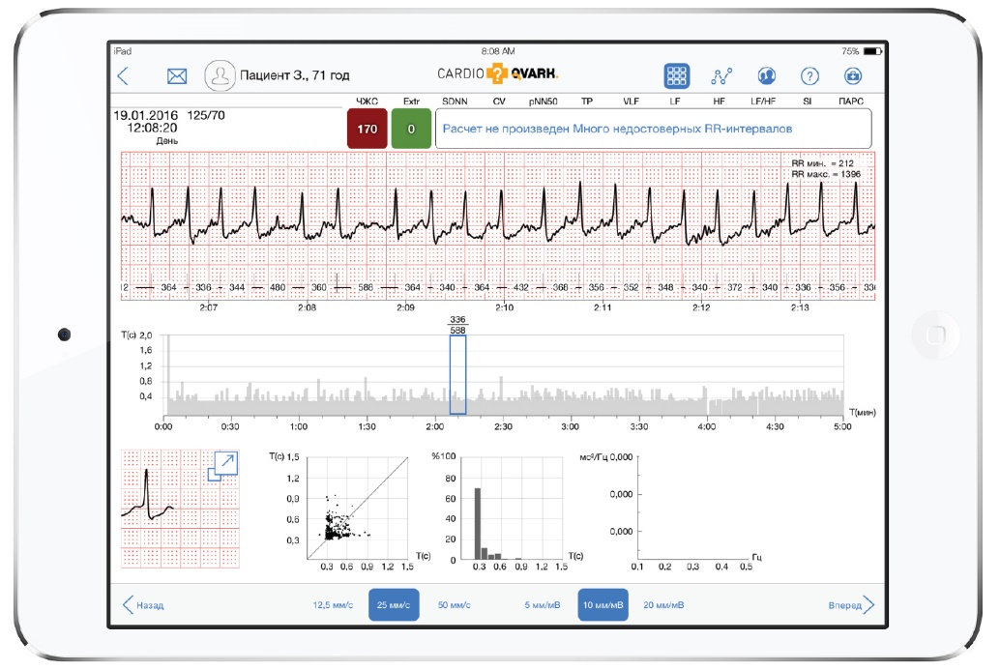 iPad 8:08 AM 75%
Пациент З., 71 год CARDIO QVARK
ЧЖС Extr SDNN CV pNN50 TP VLF LF HF LF/HF SI ПАРС
19.01.2016 125/70
12:08:20
День
170 0 Расчет не произведен Много недостоверных RR-интервалов
RR мин. = 212
RR макс. = 1396
12 364 336 344 480 360 588 364 340 364 432 368 356 352 348 340 372 340 336 356 336
2:07 2:08 2:09 2:10 2:11 2:12 2:13
336
588
T(c) 2,0
1,6
1,2
0,8
0,4
T(мин)
0:00 0:30 1:00 1:30 2:00 2:30 3:00 3:30 4:00 4:30 5:00
T(c) 1,5
1,2
0,9
0,6
0,3
T(c)
0.3 0.6 0.9 1.2 1.5
%100
80
60
40
20
0
T(c)
0.3 0.6 0.9 1.2 1.5
мс²/Гц 0,000
0,000
0,000
Гц
0.1 0.2 0.3 0.4 0.5
Назад 12,5 мм/с 25 мм/с 50 мм/с 5 мм/мВ 10 мм/мВ 20 мм/мВ Вперед